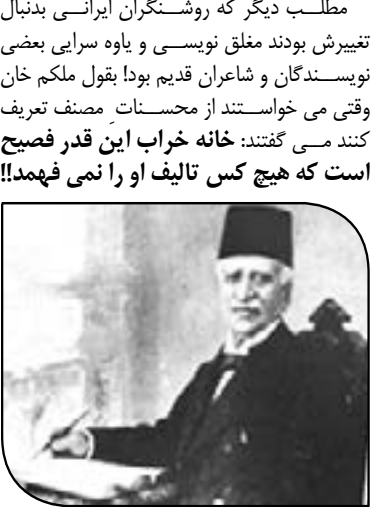 مطلب دیگر که روشنگران ایرانی بدنبال
تغییرش بودند مغلق نویسی و یاوه سرایی بعضی
نویسندگان و شاعران قدیم بود! بقول ملکم خان
وقتی می خواستند از محسناتِ مصنف تعریف
کنند می گفتند: خانه خراب این قدر فصیح
است که هیچ کس تالیف او را نمی فهمد!!